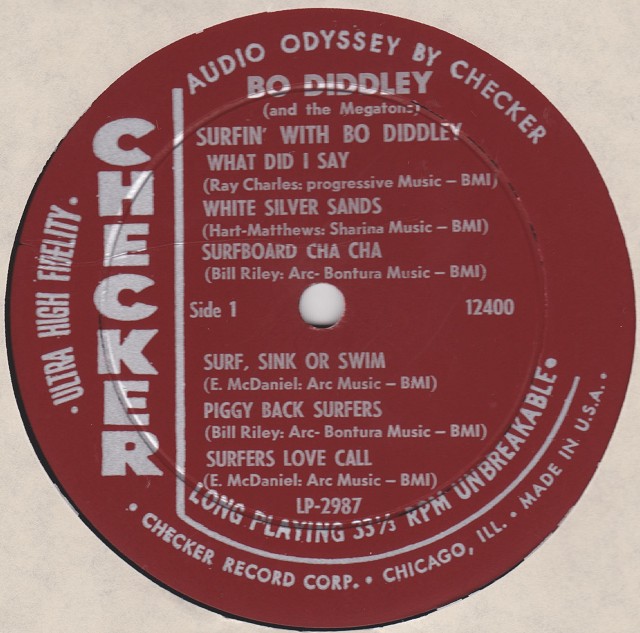 AUDIO ODYSSEY BY CHECKER
BO DIDDLEY
(and the Megatons)
SURFIN' WITH BO DIDDLEY
WHAT DID I SAY
(Ray Charles: progressive Music – BMI)
WHITE SILVER SANDS
(Hart-Matthews: Sharina Music – BMI)
SURFBOARD CHA CHA
(Bill Riley: Arc- Bontura Music – BMI)
Side 1
12400
SURF, SINK OR SWIM
(E. McDaniel: Arc Music – BMI)
PIGGY BACK SURFERS
(Bill Riley: Arc- Bontura Music – BMI)
SURFERS LOVE CALL
(E. McDaniel: Arc Music – BMI)
LP-2987
LONG PLAYING 33⅓ RPM UNBREAKABLE•
CHECKER
•ULTRA HIGH FIDELITY•
• CHECKER RECORD CORP. • CHICAGO, ILL. • MADE IN U.S.A. •